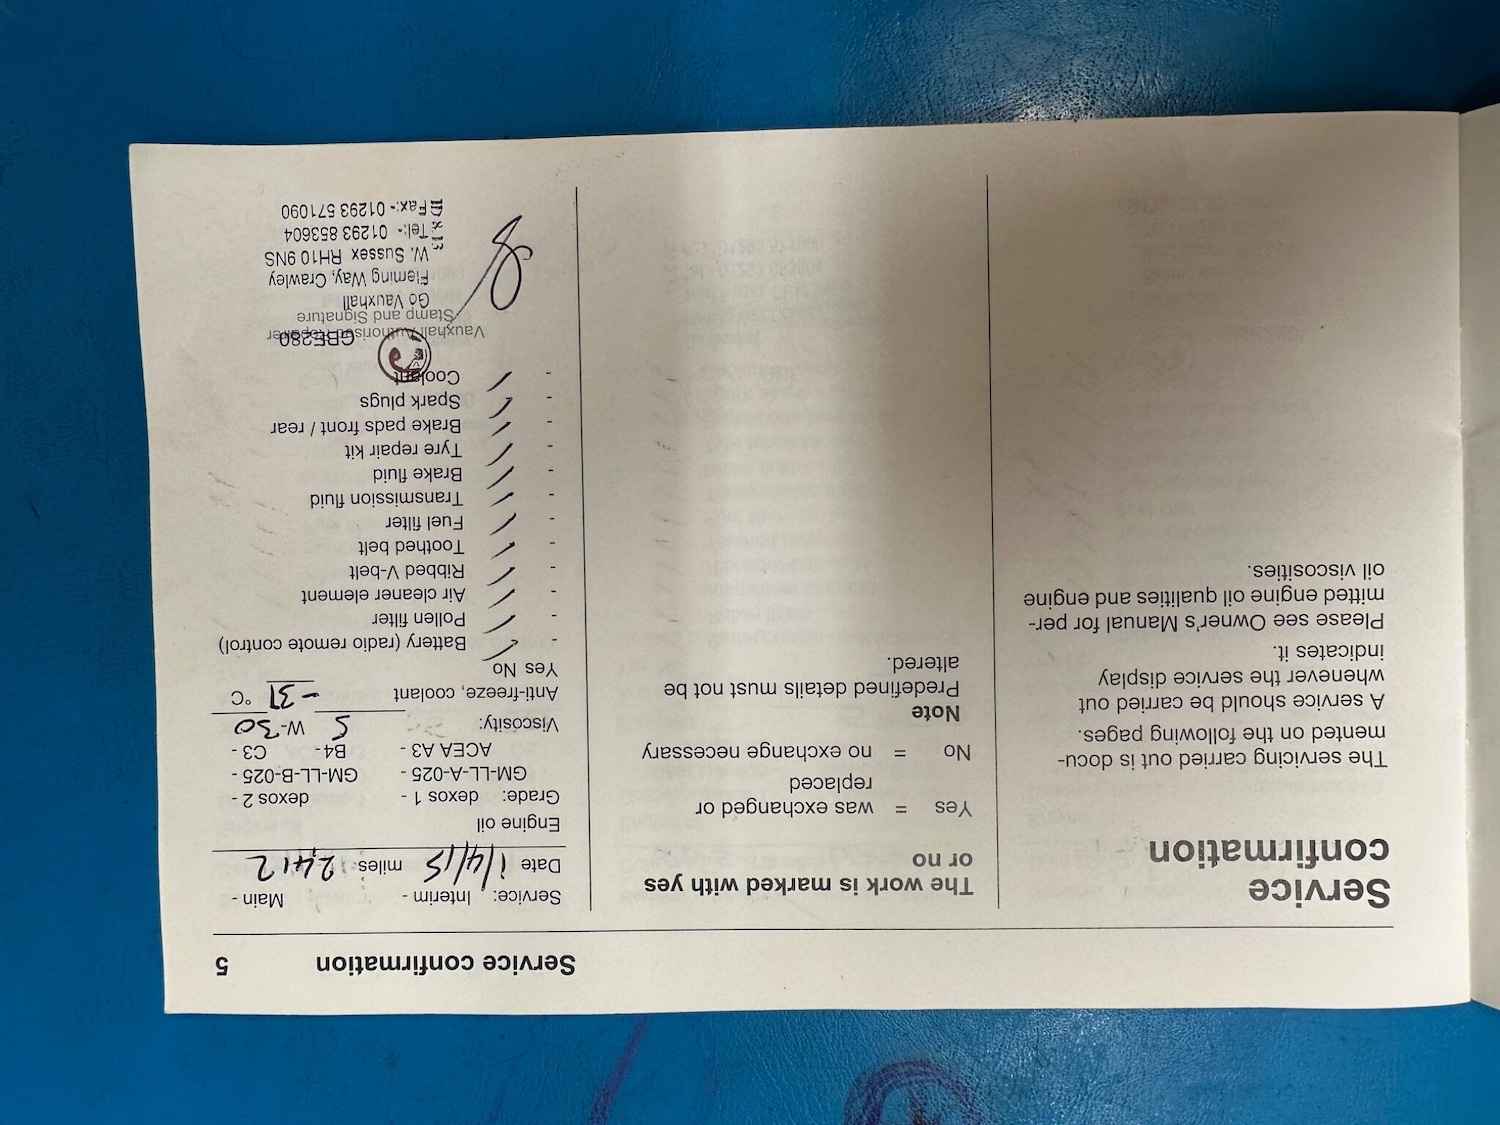 Service confirmation 5
Service
confirmation
The servicing carried out is docu-
mented on the following pages.
A service should be carried out
whenever the service display
indicates it.
Please see Owner's Manual for per-
mitted engine oil qualities and engine
oil viscosities.
The work is marked with yes
or no
Yes = was exchanged or
replaced
No = no exchange necessary
Note
Predefined details must not be
altered.
Service: Interim - Main -
Date 1/4/15 miles 2,412
Engine oil
Grade: dexos 1 - dexos 2 -
GM-LL-A-025 - GM-LL-B-025 -
ACEA A3 - B4 - C3 -
Viscosity: 5 W- 30
Anti-freeze, coolant -37 °C
Yes No
- Battery (radio remote control)
- Pollen filter
- Air cleaner element
- Ribbed V-belt
- Toothed belt
- Fuel filter
- Transmission fluid
- Brake fluid
- Tyre repair kit
- Brake pads front / rear
- Spark plugs
- Coolant
GBE280
Vauxhall Authorised Repairer
Stamp and Signature
Go Vauxhall
Fleming Way, Crawley
W. Sussex RH10 9NS
Tel:- 01293 853604
Fax:- 01293 571090